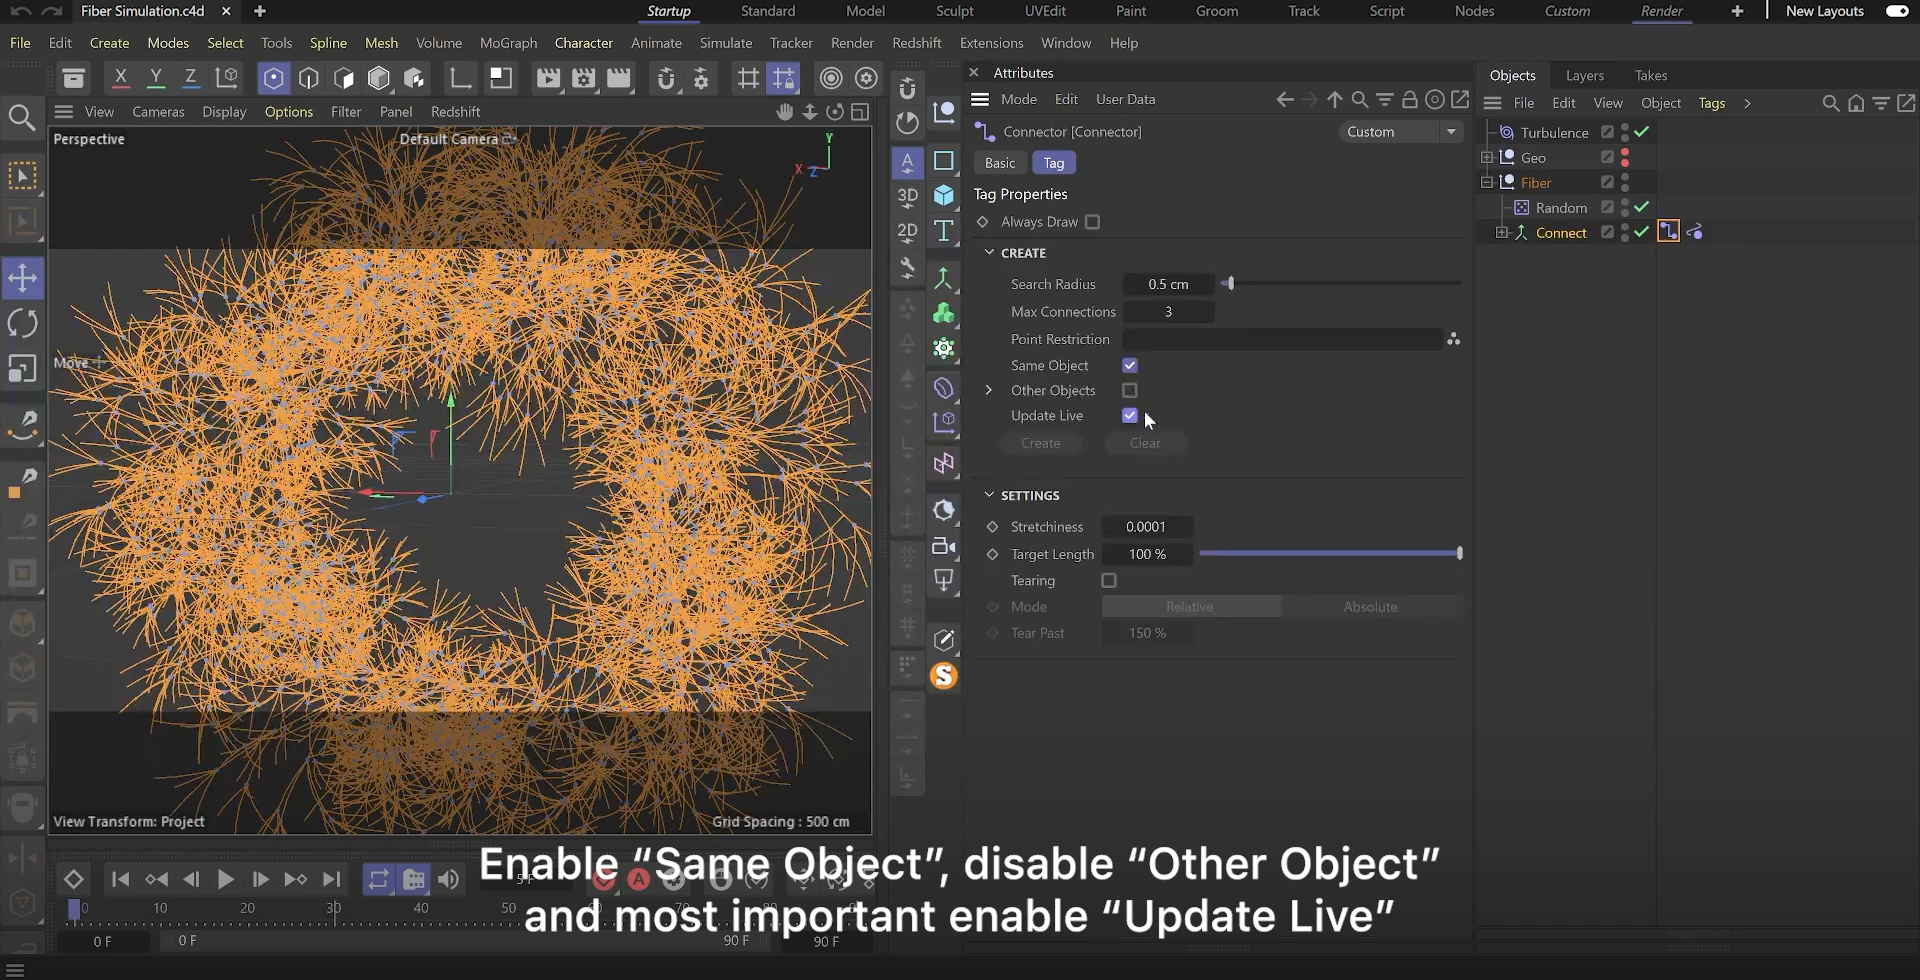 Fiber Simulation.c4d
Startup
Standard
Model
Sculpt
UVEdit
Paint
Groom
Track
Script
Nodes
Custom
Render
New Layouts
File Edit Create Modes Select Tools Spline Mesh Volume MoGraph Character Animate Simulate Tracker Render Redshift Extensions Window Help
X Y Z
View Cameras Display Options Filter Panel Redshift
Perspective
Default Camera
Y
X
Z
Move
View Transform: Project
Grid Spacing : 500 cm
3D
2D
Attributes
Mode Edit User Data
Connector [Connector]
Custom
Basic
Tag
Tag Properties
Always Draw
CREATE
Search Radius 0.5 cm
Max Connections 3
Point Restriction
Same Object
Other Objects
Update Live
Create
Clear
SETTINGS
Stretchiness 0.0001
Target Length 100 %
Tearing
Mode Relative Absolute
Tear Past 150 %
Objects Layers Takes
File Edit View Object Tags
Turbulence
Geo
Fiber
Random
Connect
Enable “Same Object”, disable “Other Object”
and most important enable “Update Live”
0 10 20 30 40 50
0 F
0 F
90 F
90 F